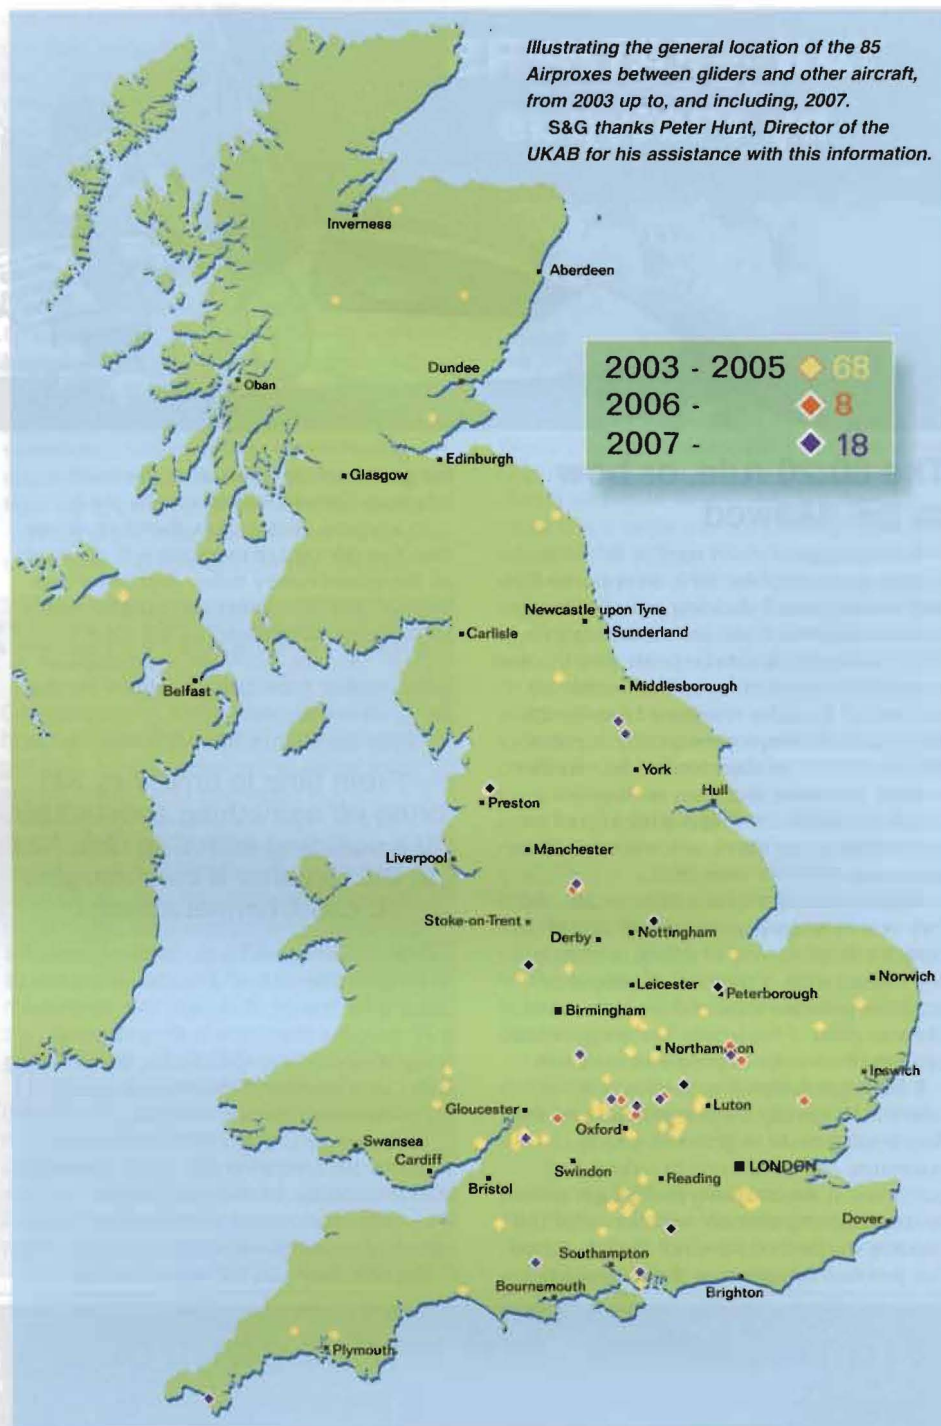 Illustrating the general location of the 85
Airproxes between gliders and other aircraft,
from 2003 up to, and including, 2007.
S&G thanks Peter Hunt, Director of the
UKAB for his assistance with this information.
Inverness
Aberdeen
2003 - 2005 68
2006 - 8
2007 - 18
Dundee
Oban
Edinburgh
Glasgow
Newcastle upon Tyne
Carlisle
Sunderland
Belfast
Middlesborough
York
Preston
Hull
Manchester
Liverpool
Stoke-on-Trent
Derby
Nottingham
Leicester
Peterborough
Norwich
Birmingham
Northampton
Ipswich
Gloucester
Luton
Oxford
Swansea
Cardiff
Swindon
LONDON
Bristol
Reading
Dover
Southampton
Bournemouth
Brighton
Plymouth